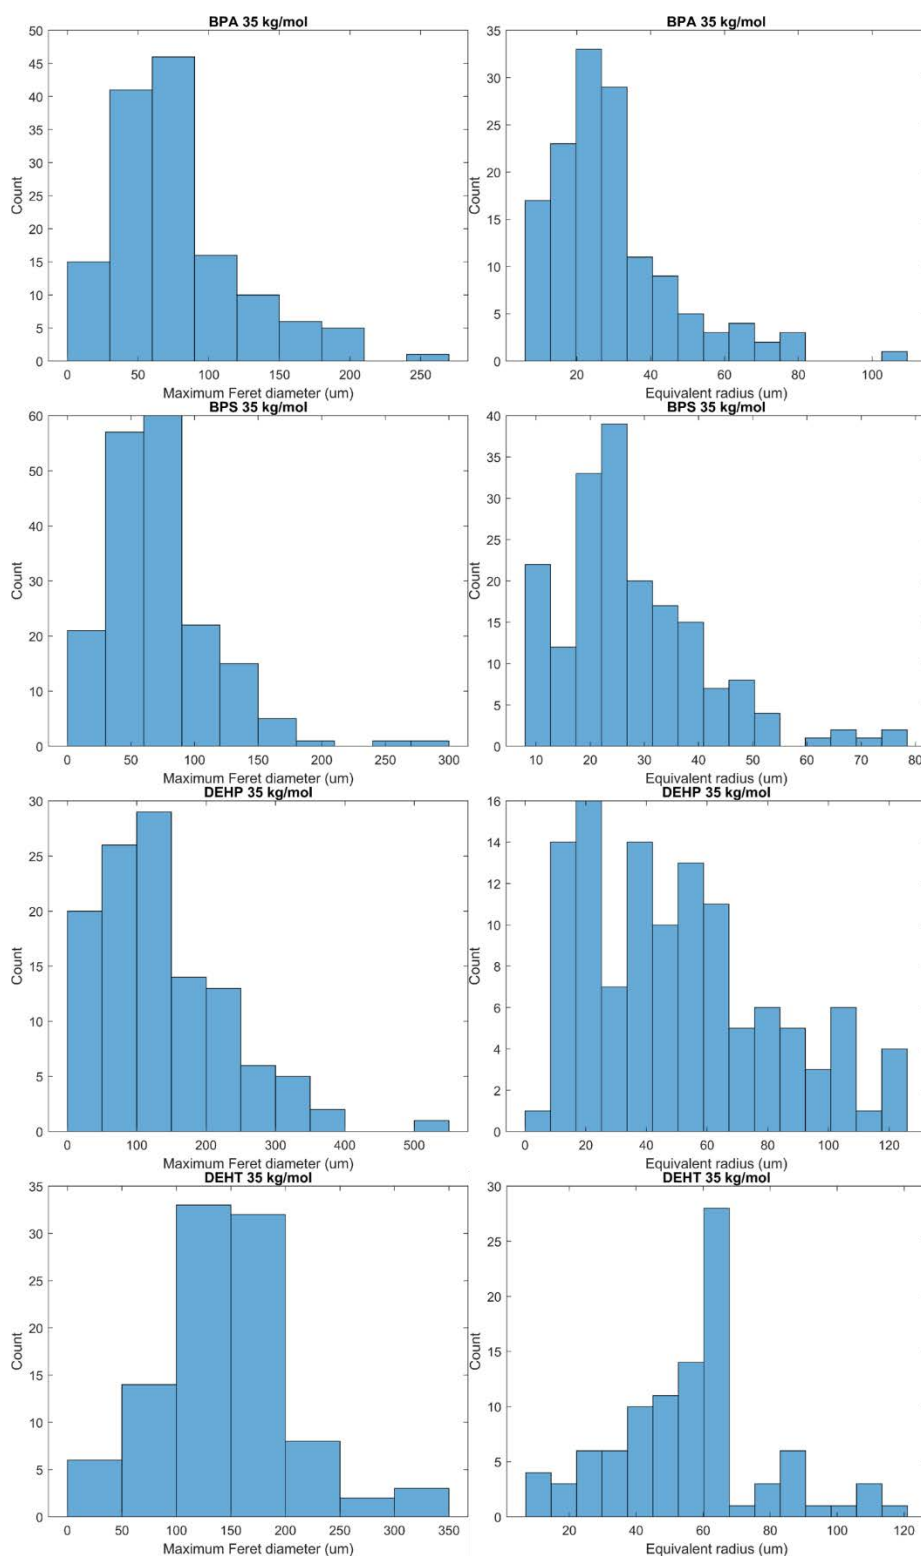 BPA 35 kg/mol
50
45
40
35
30
25
20
15
10
5
0
Count
0 50 100 150 200 250
Maximum Feret diameter (um)
BPA 35 kg/mol
35
30
25
20
15
10
5
0
Count
20 40 60 80 100
Equivalent radius (um)
BPS 35 kg/mol
60
50
40
30
20
10
0
Count
0 50 100 150 200 250 300
Maximum Feret diameter (um)
BPS 35 kg/mol
40
35
30
25
20
15
10
5
0
Count
10 20 30 40 50 60 70 80
Equivalent radius (um)
DEHP 35 kg/mol
30
25
20
15
10
5
0
Count
0 100 200 300 400 500
Maximum Feret diameter (um)
DEHP 35 kg/mol
16
14
12
10
8
6
4
2
0
Count
0 20 40 60 80 100 120
Equivalent radius (um)
DEHT 35 kg/mol
35
30
25
20
15
10
5
0
Count
0 50 100 150 200 250 300 350
Maximum Feret diameter (um)
DEHT 35 kg/mol
30
25
20
15
10
5
0
Count
20 40 60 80 100 120
Equivalent radius (um)